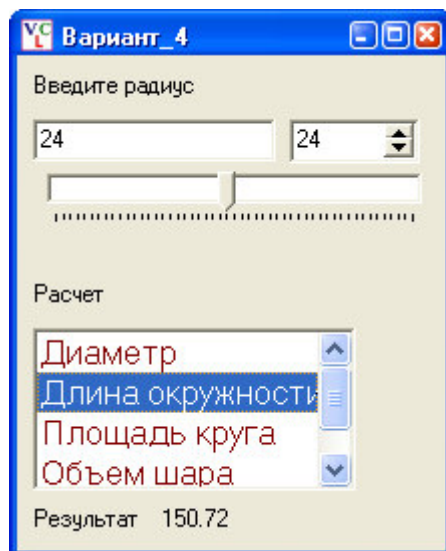 Вариант_4
Введите радиус
24 24
Расчет
Диаметр
Длина окружности
Площадь круга
Объем шара
Результат 150.72